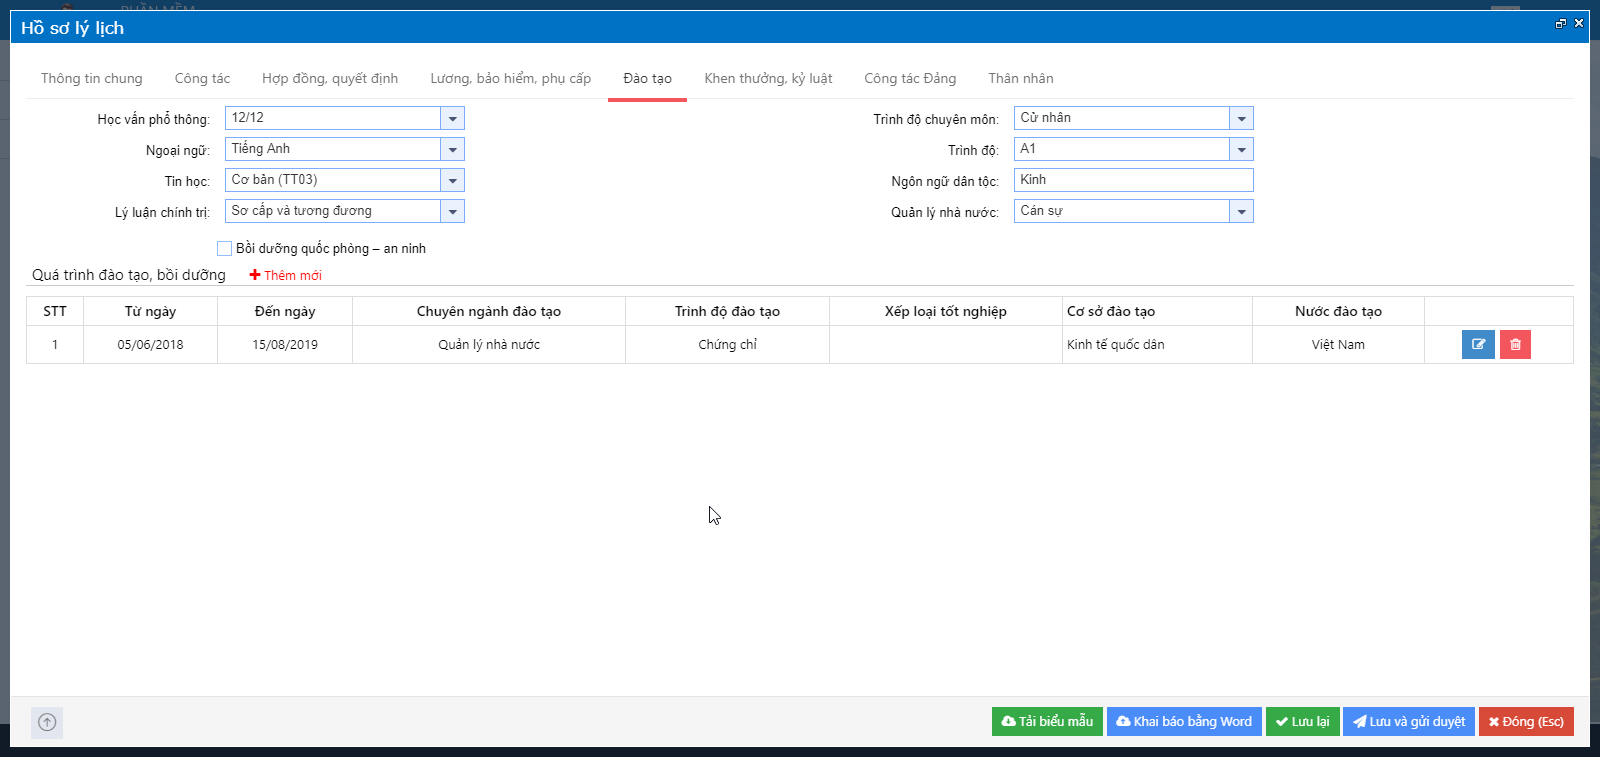 PHẦN MỀM
Hồ sơ lý lịch
Thông tin chung Công tác Hợp đồng, quyết định Lương, bảo hiểm, phụ cấp Đào tạo Khen thưởng, kỷ luật Công tác Đảng Thân nhân
Học vấn phổ thông: 12/12 Trình độ chuyên môn: Cử nhân
Ngoại ngữ: Tiếng Anh Trình độ: A1
Tin học: Cơ bản (TT03) Ngôn ngữ dân tộc: Kinh
Lý luận chính trị: Sơ cấp và tương đương Quản lý nhà nước: Cán sự
Bồi dưỡng quốc phòng – an ninh
Quá trình đào tạo, bồi dưỡng Thêm mới
STT Từ ngày Đến ngày Chuyên ngành đào tạo Trình độ đào tạo Xếp loại tốt nghiệp Cơ sở đào tạo Nước đào tạo
1 05/06/2018 15/08/2019 Quản lý nhà nước Chứng chỉ Kinh tế quốc dân Việt Nam
Tải biểu mẫu Khai báo bằng Word Lưu lại Lưu và gửi duyệt Đóng (Esc)